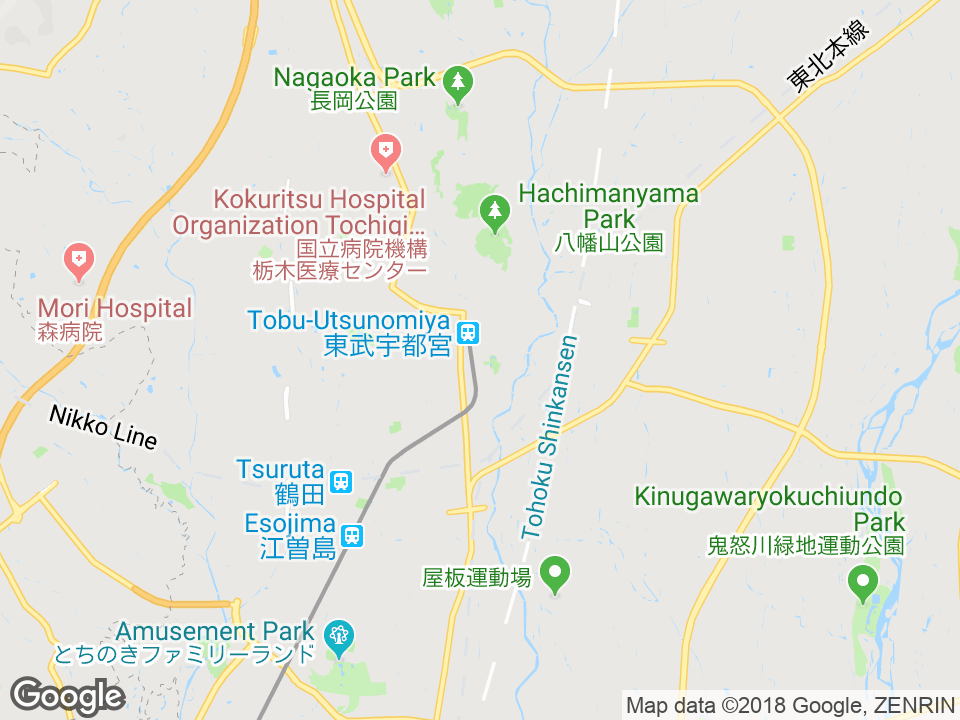 東北本線
Nagaoka Park
長岡公園
Kokuritsu Hospital
Organization Tochigi...
国立病院機構
栃木医療センター
Hachimanyama
Park
八幡山公園
Mori Hospital
森病院
Tobu-Utsunomiya
東武宇都宮
Tohoku Shinkansen
Nikko Line
Tsuruta
鶴田
Esojima
江曽島
Kinugawaryokuchiundo
Park
鬼怒川緑地運動公園
屋板運動場
Amusement Park
とちのきファミリーランド
Google
Map data ©2018 Google, ZENRIN